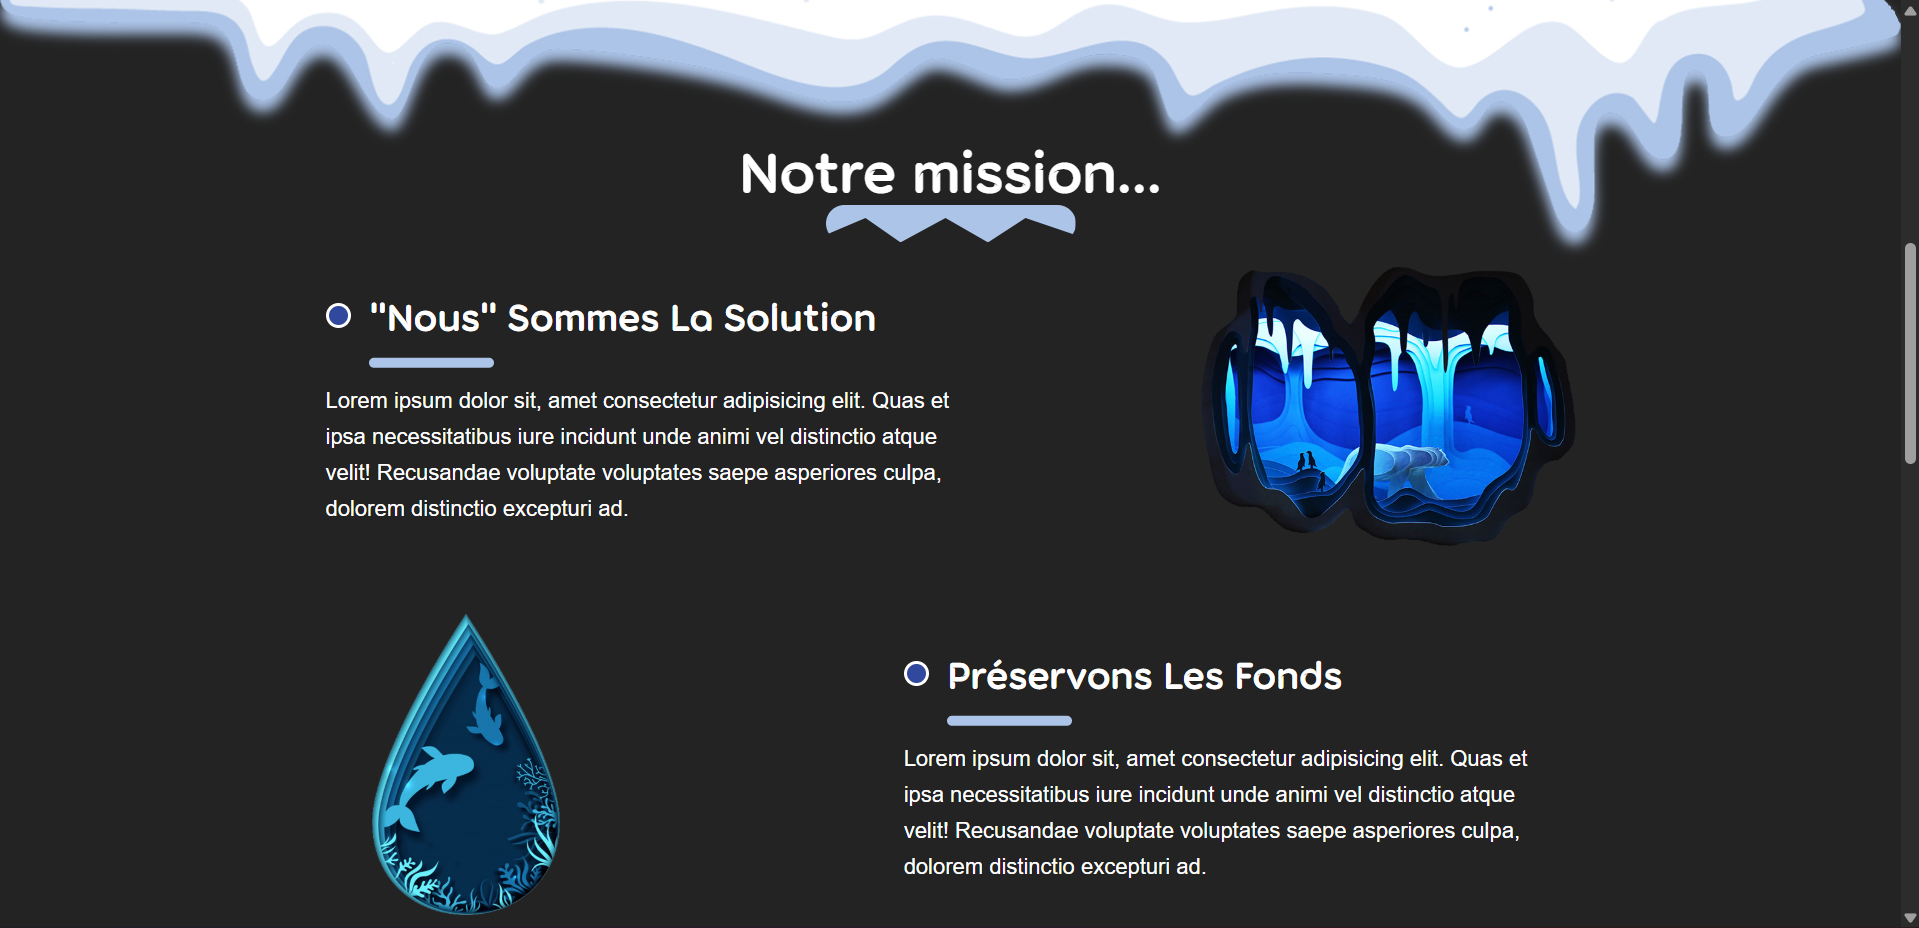 Notre mission...
"Nous" Sommes La Solution
Lorem ipsum dolor sit, amet consectetur adipisicing elit. Quas et
ipsa necessitatibus iure incidunt unde animi vel distinctio atque
velit! Recusandae voluptate voluptates saepe asperiores culpa,
dolorem distinctio excepturi ad.
Préservons Les Fonds
Lorem ipsum dolor sit, amet consectetur adipisicing elit. Quas et
ipsa necessitatibus iure incidunt unde animi vel distinctio atque
velit! Recusandae voluptate voluptates saepe asperiores culpa,
dolorem distinctio excepturi ad.